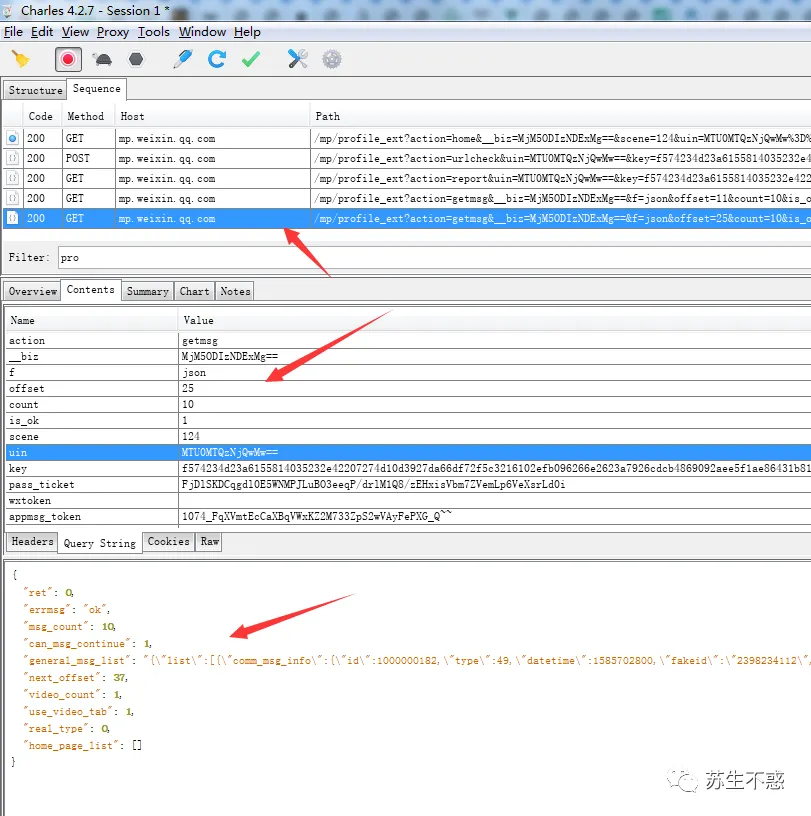 Charles 4.2.7 - Session 1 *
File Edit View Proxy Tools Window Help
Structure Sequence
Code Method Host Path
200 GET mp.weixin.qq.com /mp/profile_ext?action=home&__biz=MjM5ODIzNDExMg==&scene=124&uin=MTU0MTQzNjQwMw%3D%
200 POST mp.weixin.qq.com /mp/profile_ext?action=urlcheck&uin=MTU0MTQzNjQwMw==&key=f574234d23a6155814035232e4
200 GET mp.weixin.qq.com /mp/profile_ext?action=report&uin=MTU0MTQzNjQwMw==&key=f574234d23a6155814035232e422
200 GET mp.weixin.qq.com /mp/profile_ext?action=getmsg&__biz=MjM5ODIzNDExMg==&f=json&offset=11&count=10&is_o
200 GET mp.weixin.qq.com /mp/profile_ext?action=getmsg&__biz=MjM5ODIzNDExMg==&f=json&offset=25&count=10&is_o
Filter: pro
Overview Contents Summary Chart Notes
Name Value
action getmsg
__biz MjM5ODIzNDExMg==
f json
offset 25
count 10
is_ok 1
scene 124
uin MTU0MTQzNjQwMw==
key f574234d23a6155814035232e42207274d10d3927da66df72f5c3216102efb096266e2623a7926cdcb4869092aee5f1ae86431b81
pass_ticket FjDlSKDCqgdl0E5WNMPJLuB03eeqP/drlM1Q8/zEHxisVbm7ZVemLp6VeXsrLd0i
wxtoken
appmsg_token 1074_FqXVmtEcCaXBqVWxKZ2M733ZpS2wVAyFePXG_Q~~
Headers Query String Cookies Raw
{
"ret": 0,
"errmsg": "ok",
"msg_count": 10,
"can_msg_continue": 1,
"general_msg_list": "{\"list\":[{\"comm_msg_info\":{\"id\":1000000182,\"type\":49,\"datetime\":1585702800,\"fakeid\":\"2398234112\",
"next_offset": 37,
"video_count": 1,
"use_video_tab": 1,
"real_type": 0,
"home_page_list": []
}
苏生不惑